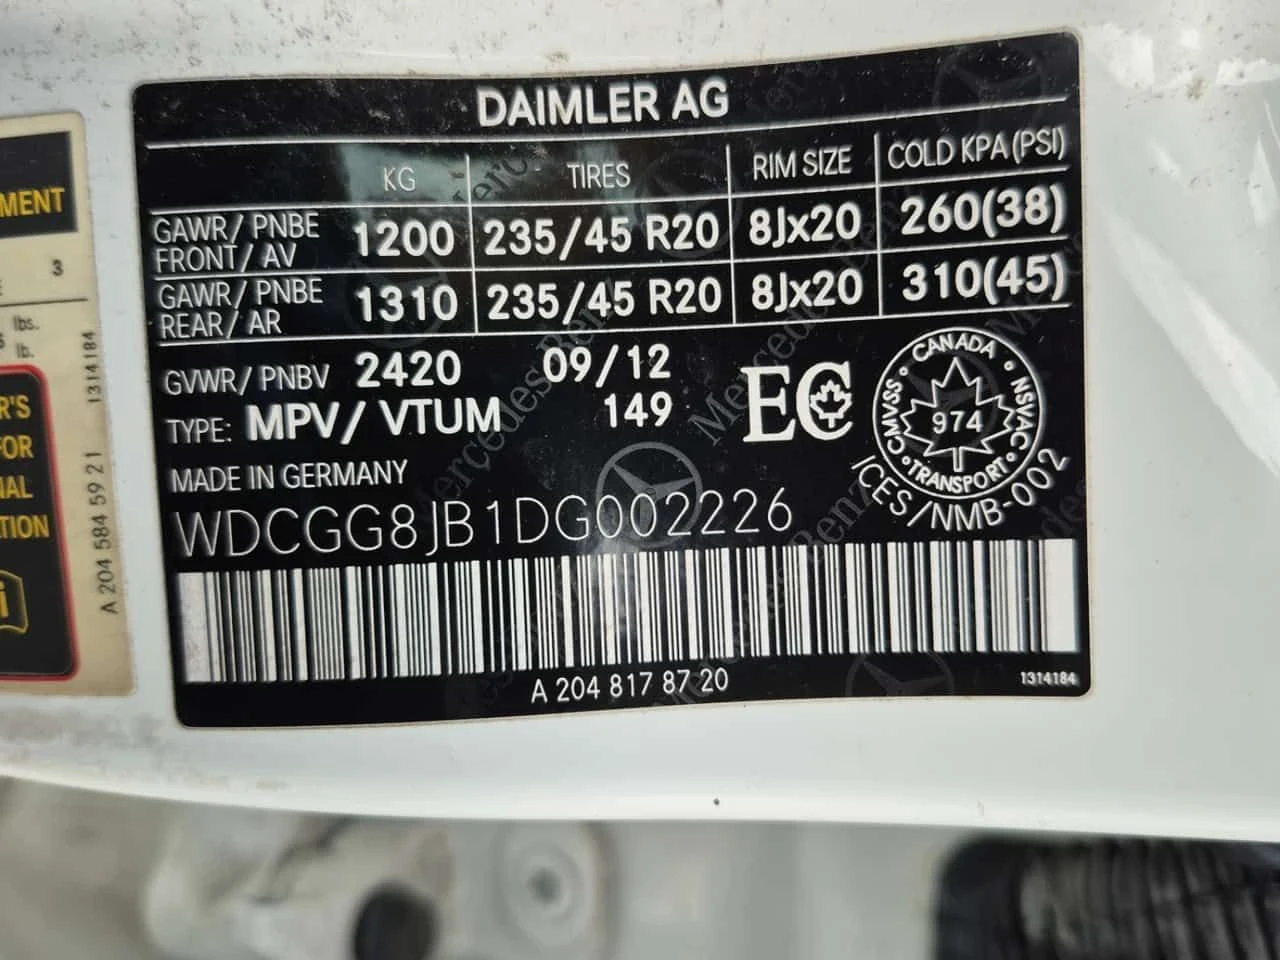 DAIMLER AG
KG TIRES RIM SIZE COLD KPA (PSI)
GAWR/ PNBE FRONT/ AV 1200 235/45 R20 8Jx20 260(38)
GAWR/ PNBE REAR/ AR 1310 235/45 R20 8Jx20 310(45)
GVWR/ PNBV 2420 09/12
TYPE: MPV/ VTUM 149
EC
CANADA
CMVSS NSVAC
974
TRANSPORT
ICES/NMB-002
MADE IN GERMANY
WDCGG8JB1DG002226
A 204 817 87 20
1314184
Mercedes-Benz
MENT
3
lbs.
lb.
R'S
FOR
NAL
TION
i
A 204 584 59 21 1314184